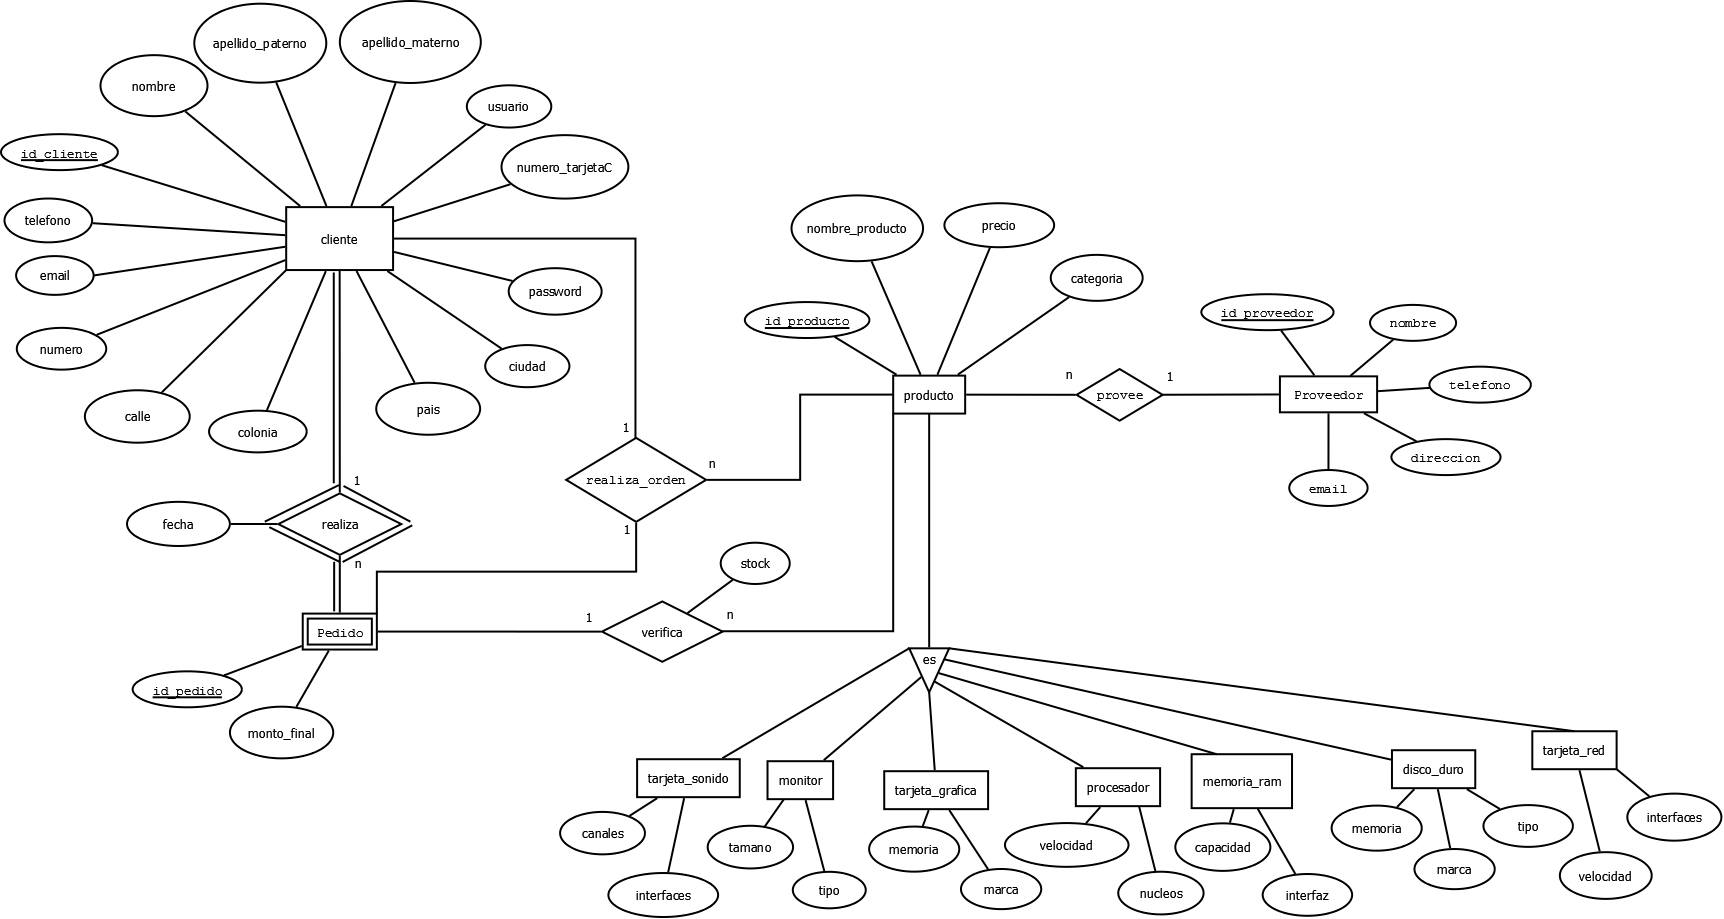 apellido_paterno
apellido_materno
nombre
usuario
id_cliente
numero_tarjetaC
telefono
cliente
email
password
numero
ciudad
calle
colonia
pais
nombre_producto
precio
categoria
id_producto
producto
n
provee
1
id_proveedor
nombre
telefono
Proveedor
direccion
email
1
realiza_orden
n
1
1
fecha
realiza
n
stock
Pedido
1
verifica
n
id_pedido
monto_final
es
tarjeta_sonido
monitor
tarjeta_grafica
procesador
memoria_ram
disco_duro
tarjeta_red
canales
interfaces
tamano
tipo
memoria
marca
velocidad
nucleos
capacidad
interfaz
memoria
marca
tipo
velocidad
interfaces